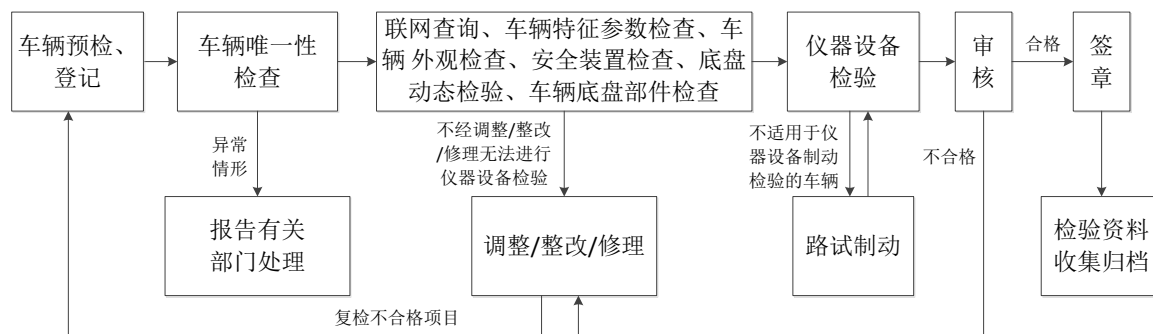 车辆预检、
登记
车辆唯一性
检查
联网查询、车辆特征参数检查、车
辆 外观检查、安全装置检查、底盘
动态检验、车辆底盘部件检查
仪器设备
检验
审
核
合格
签
章
异常
情形
不经调整/整改
/修理无法进行
仪器设备检验
不适用于仪
器设备制动
检验的车辆
不合格
报告有关
部门处理
调整/整改/修理
路试制动
检验资料
收集归档
复检不合格项目